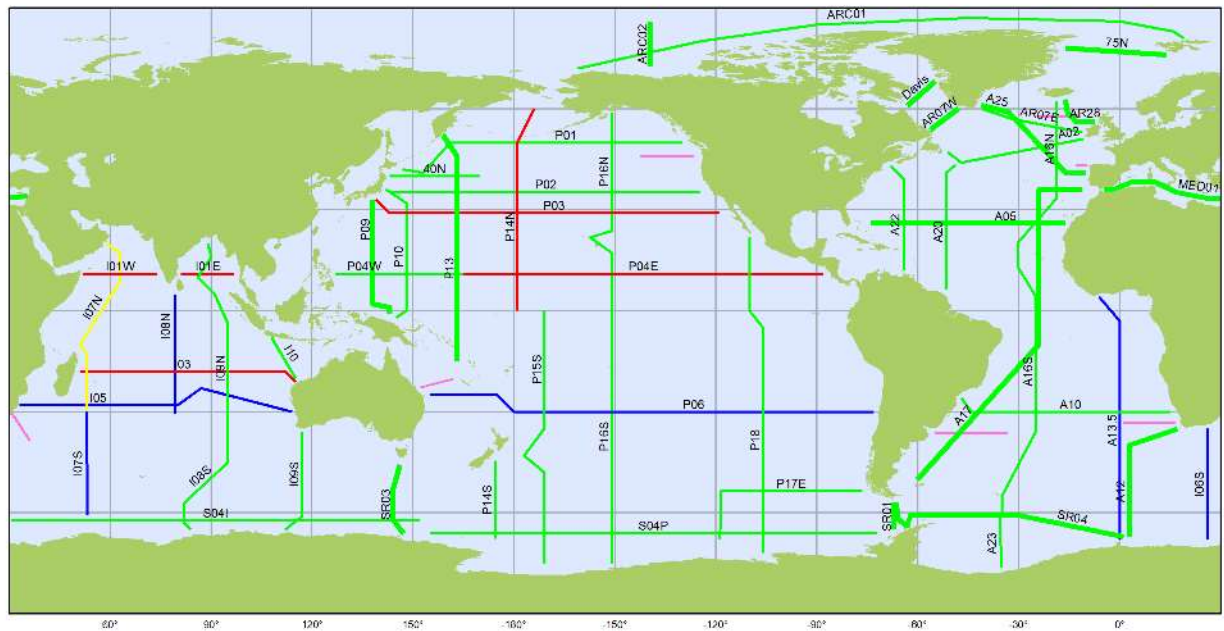 ARC01
ARC02
75N
Davis
AR07W
A25
AR07E
AR28
A02
A16N
P01
P16N
40N
P02
MED01
P03
P09
P10
P14N
A22
A20
A05
P13
P04W
P04E
I01W
I01E
I07N
I08N
I09N
I10
I03
P15S
A16S
I05
P06
A17
A10
A13.5
P18
P16S
I07S
I08S
I09S
SR03
P14S
P17E
A12
I06S
S04I
SR01
SR04
S04P
A23
60°
90°
120°
150°
-180°
-150°
-120°
-90°
-60°
-30°
0°